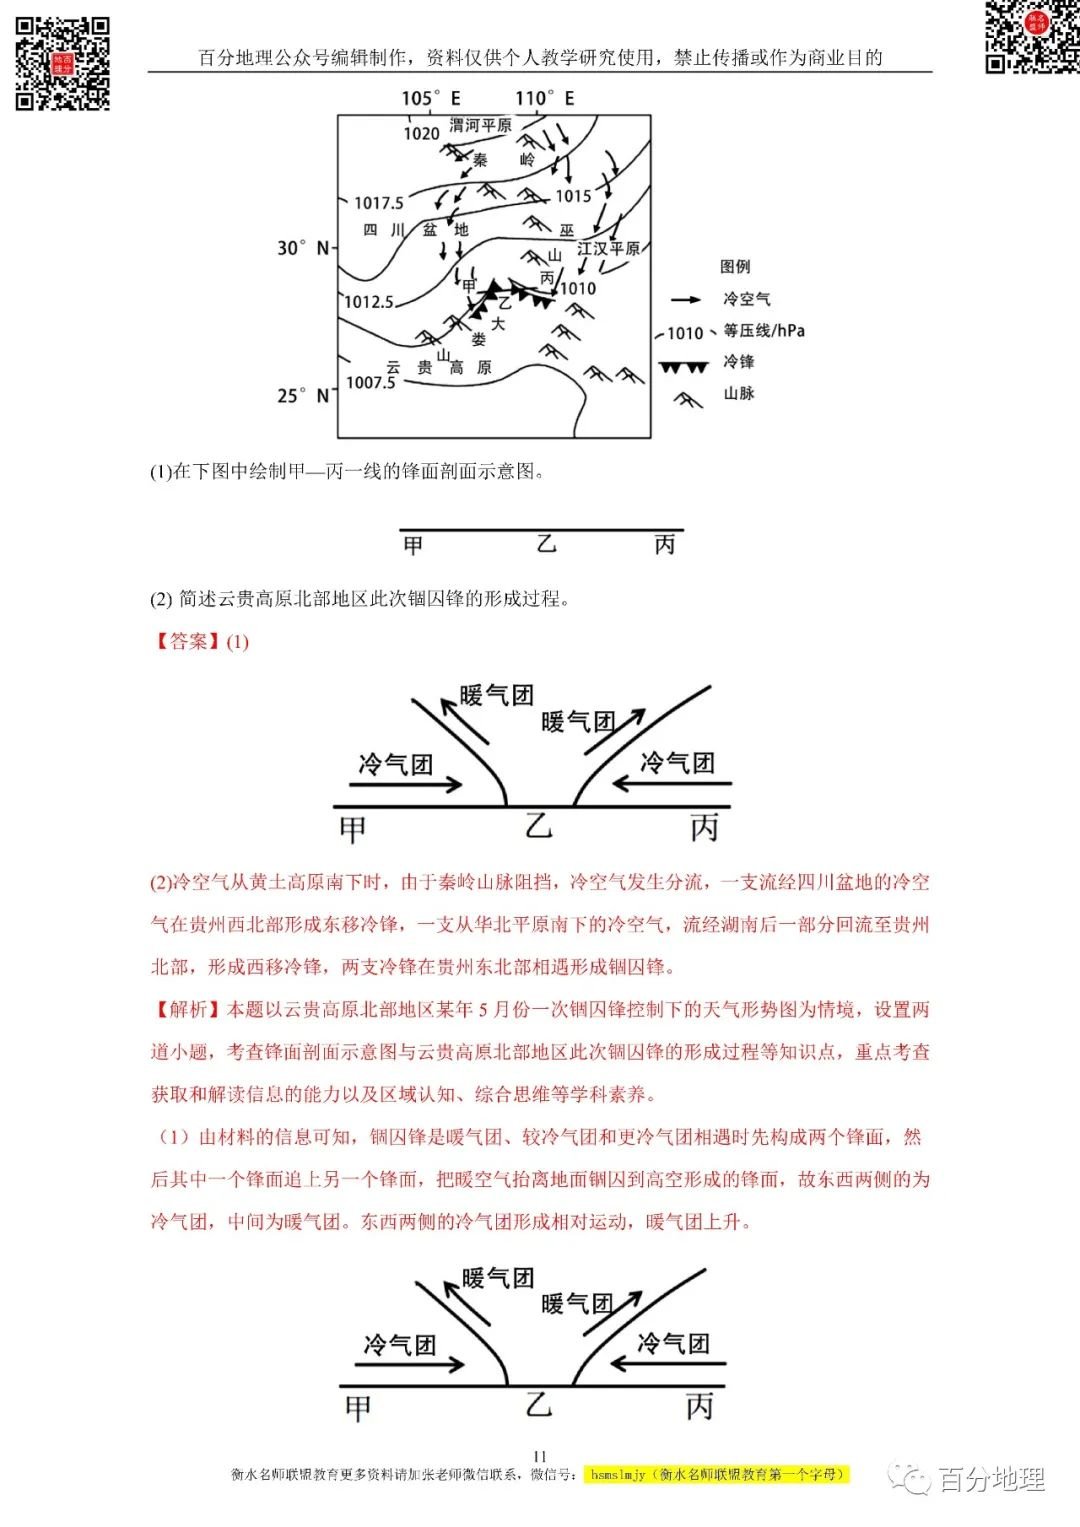 百分地理公众号编辑制作，资料仅供个人教学研究使用，禁止传播或作为商业目的
105° E 110° E
1020 渭河平原
秦 岭
1017.5 1015
四 川 盆 地 巫
30° N 山 江汉平原
图例
甲 丙 1010 冷空气
1012.5 乙
大 1010 等压线/hPa
娄
山 冷锋
云 贵 高 原
1007.5 山脉
25° N
(1)在下图中绘制甲—丙一线的锋面剖面示意图。
甲 乙 丙
(2) 简述云贵高原北部地区此次锢囚锋的形成过程。
【答案】(1)
暖气团
暖气团
冷气团 冷气团
甲 乙 丙
(2)冷空气从黄土高原南下时，由于秦岭山脉阻挡，冷空气发生分流，一支流经四川盆地的冷空
气在贵州西北部形成东移冷锋，一支从华北平原南下的冷空气，流经湖南后一部分回流至贵州
北部，形成西移冷锋，两支冷锋在贵州东北部相遇形成锢囚锋。
【解析】本题以云贵高原北部地区某年 5 月份一次锢囚锋控制下的天气形势图为情境，设置两
道小题，考查锋面剖面示意图与云贵高原北部地区此次锢囚锋的形成过程等知识点，重点考查
获取和解读信息的能力以及区域认知、综合思维等学科素养。
（1）由材料的信息可知，锢囚锋是暖气团、较冷气团和更冷气团相遇时先构成两个锋面，然
后其中一个锋面追上另一个锋面，把暖空气抬离地面锢囚到高空形成的锋面，故东西两侧的为
冷气团，中间为暖气团。东西两侧的冷气团形成相对运动，暖气团上升。
暖气团
暖气团
冷气团 冷气团
甲 乙 丙
11
衡水名师联盟教育更多资料请加张老师微信联系，微信号： hsmslmjy（衡水名师联盟教育第一个字母）
百分地理